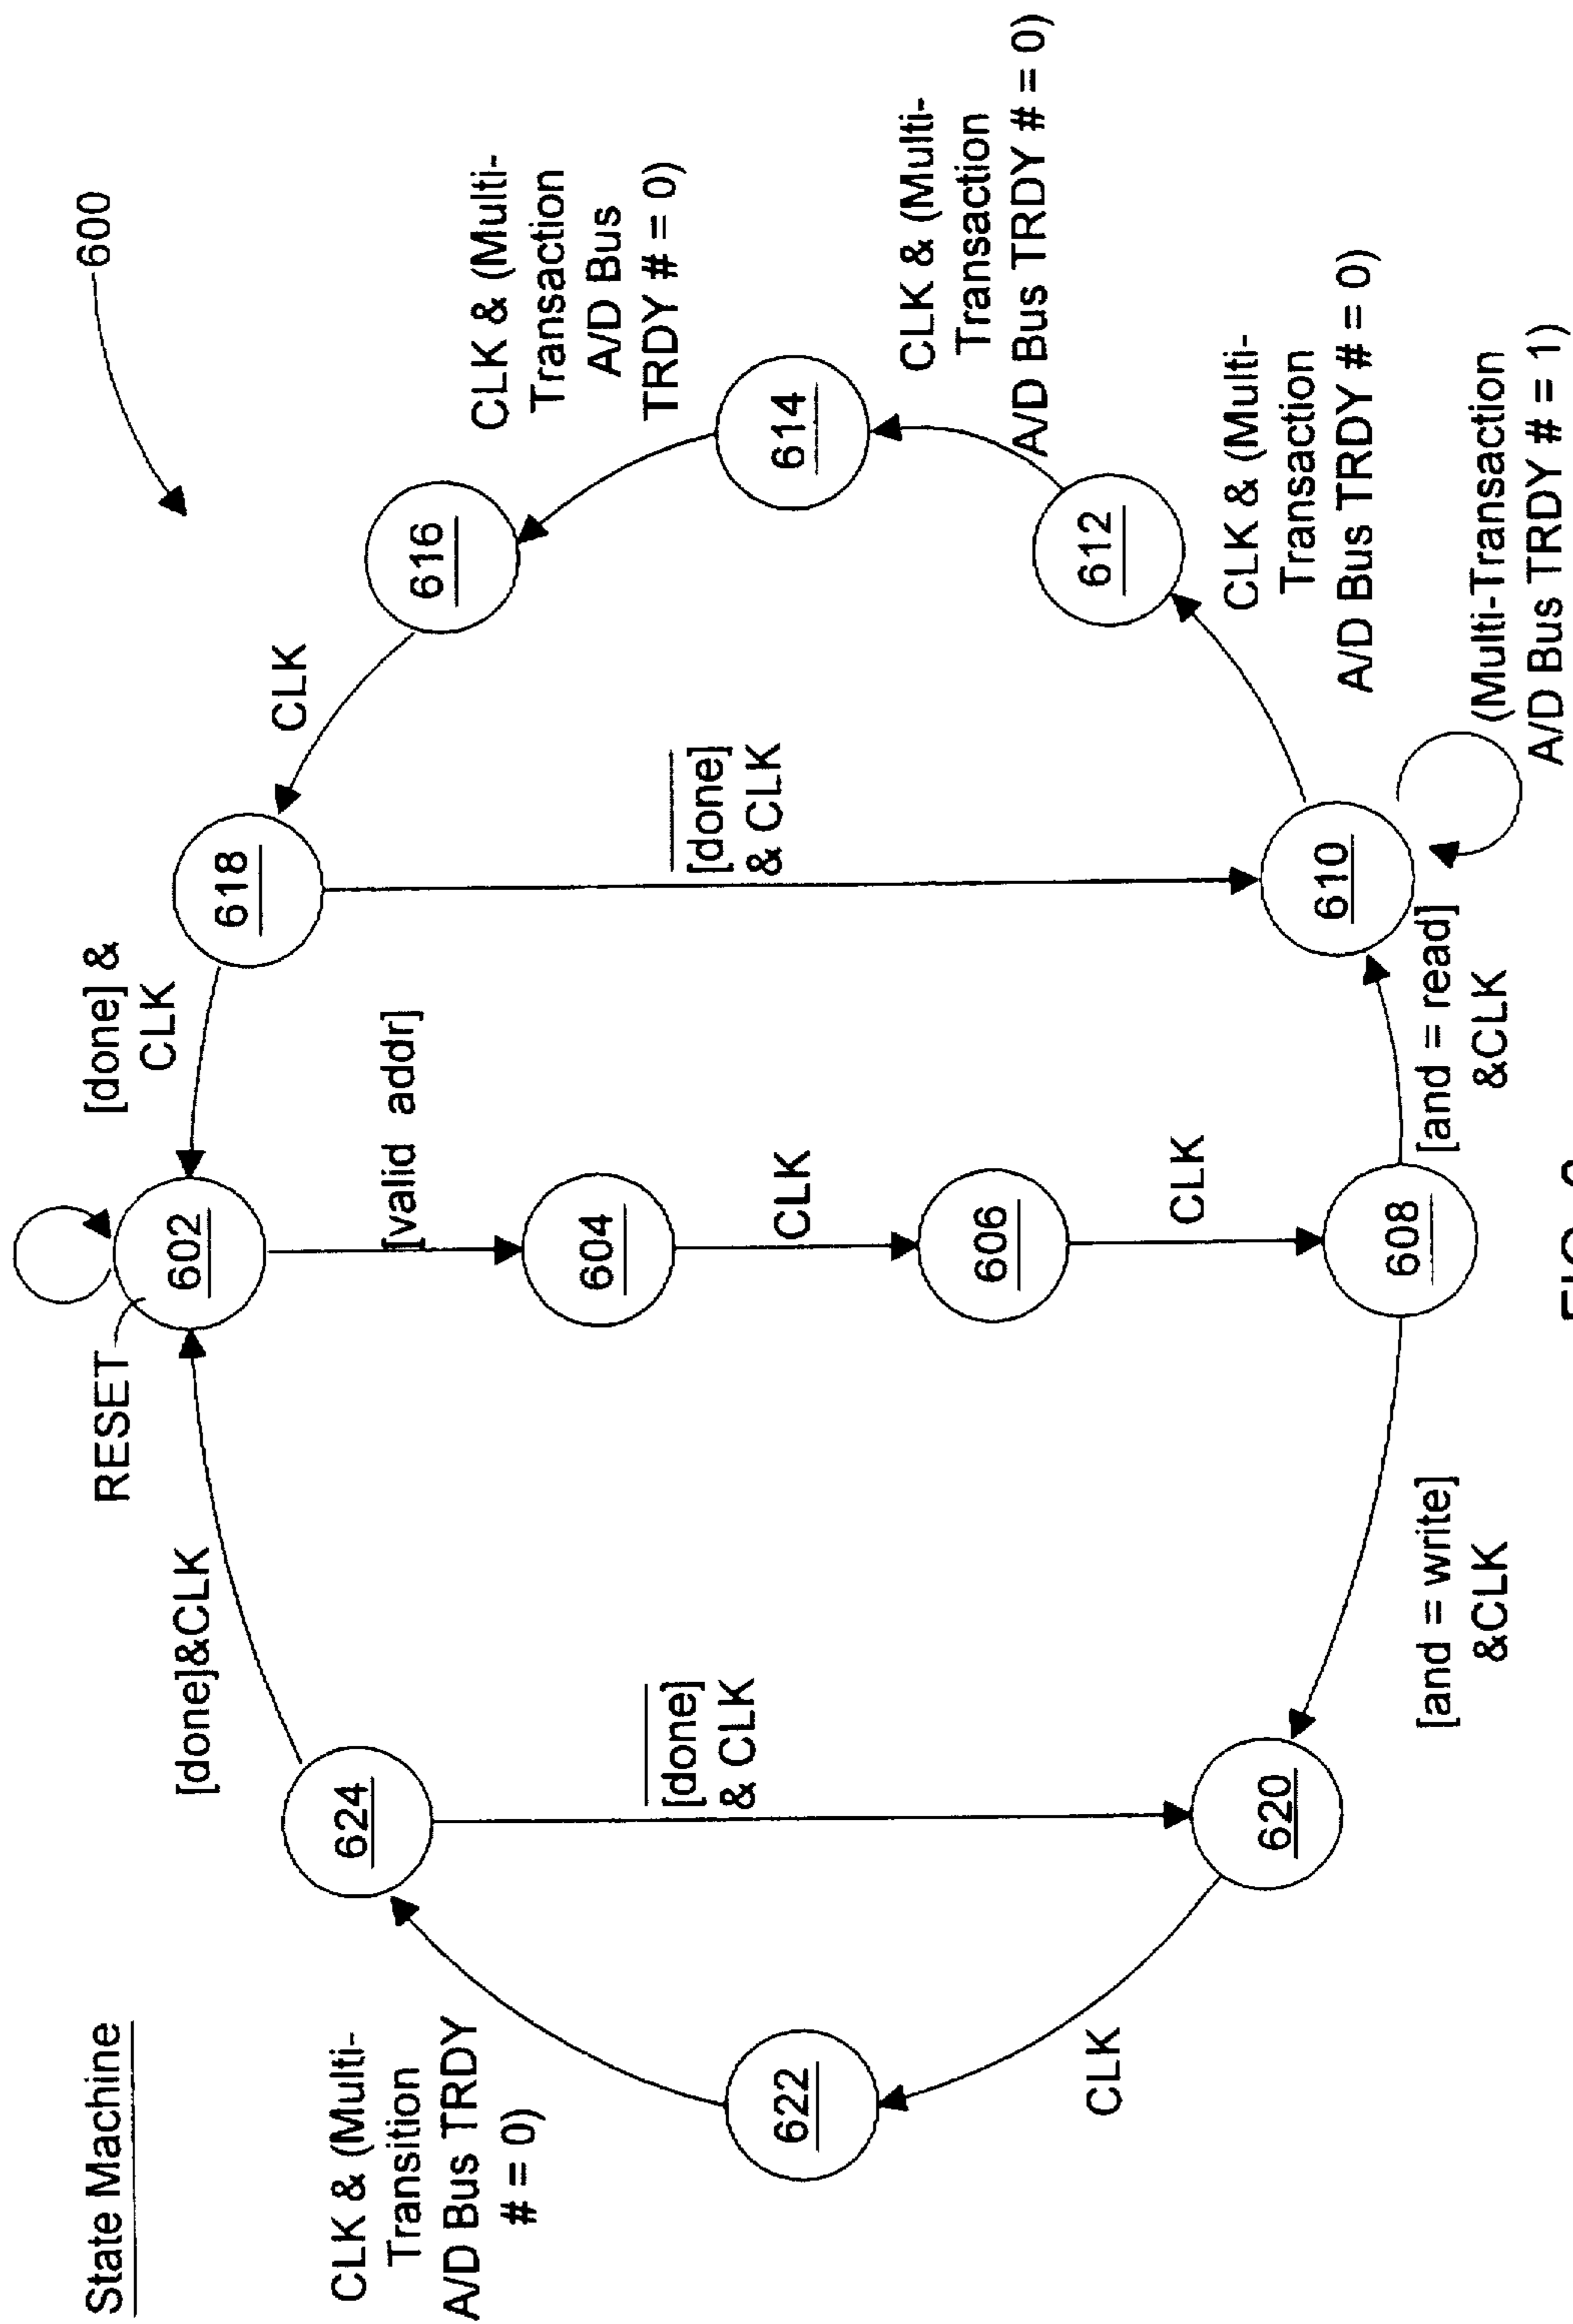 State Machine
600
RESET
602
[done]&CLK
[done] &
CLK
618
CLK
616
CLK & (Multi-
Transaction
A/D Bus
TRDY # = 0)
624
CLK & (Multi-
Transition
A/D Bus TRDY
# = 0)
[valid addr]
604
[done]
& CLK
[done]
& CLK
614
CLK & (Multi-
Transaction
A/D Bus TRDY # = 0)
622
CLK
606
612
CLK
CLK
CLK & (Multi-
Transaction
A/D Bus TRDY # = 0)
620
608
610
[and = write]
&CLK
[and = read]
&CLK
(Multi-Transaction
A/D Bus TRDY # = 1)